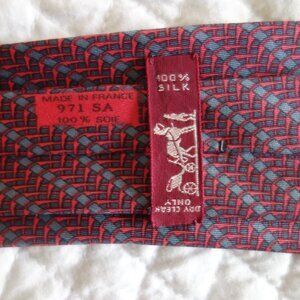 MADE IN FRANCE
971 SA
100% SOIE
100%
SILK
DRY CLEAN
ONLY